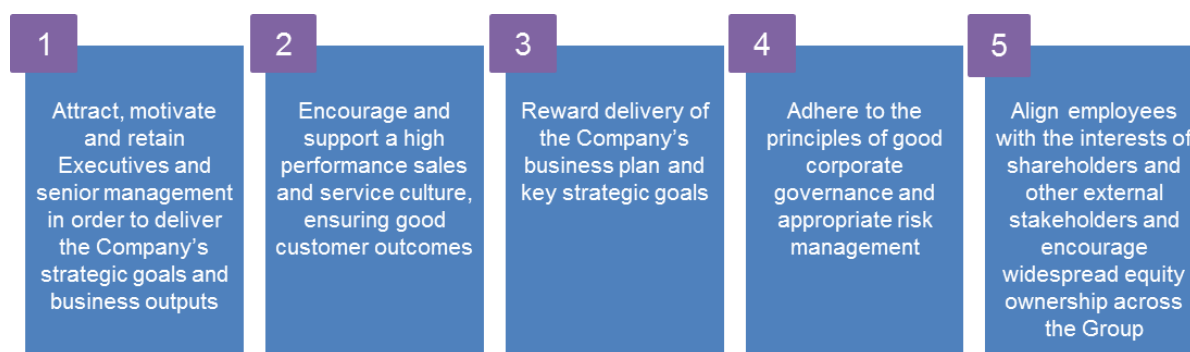 1
Attract, motivate
and retain
Executives and
senior management
in order to deliver
the Company's
strategic goals and
business outputs
2
Encourage and
support a high
performance sales
and service culture,
ensuring good
customer outcomes
3
Reward delivery of
the Company's
business plan and
key strategic goals
4
Adhere to the
principles of good
corporate
governance and
appropriate risk
management
5
Align employees
with the interests of
shareholders and
other external
stakeholders and
encourage
widespread equity
ownership across
the Group